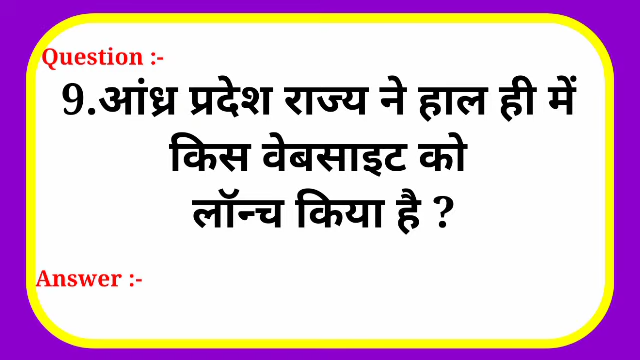 Question :-
9.आंध्र प्रदेश राज्य ने हाल ही में
किस वेबसाइट को
लॉन्च किया है ?
Answer :-